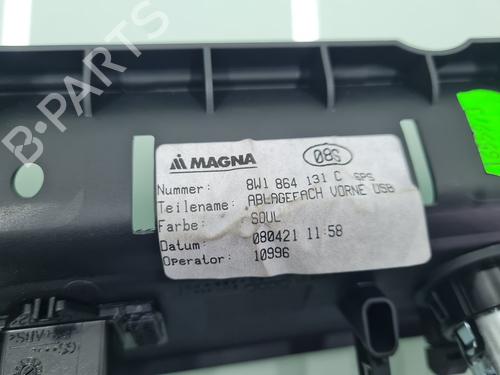 B-PARTS
MAGNA
08S
Nummer: 8W1 864 131 C GPS
Teilename: ABLAGEFACH VORNE USB
Farbe: SOUL
Datum: 080421 11:58
Operator: 10996